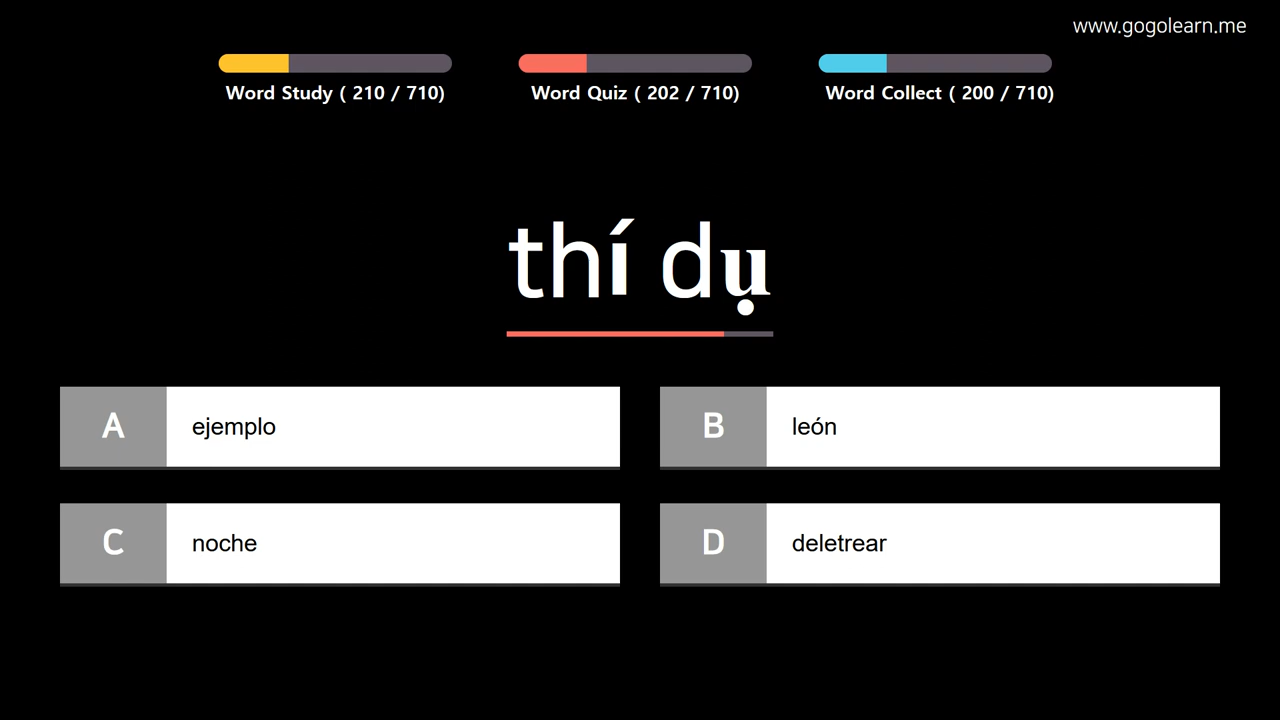 www.gogolearn.me
Word Study ( 210 / 710)
Word Quiz ( 202 / 710)
Word Collect ( 200 / 710)
thí dụ
A ejemplo
B león
C noche
D deletrear